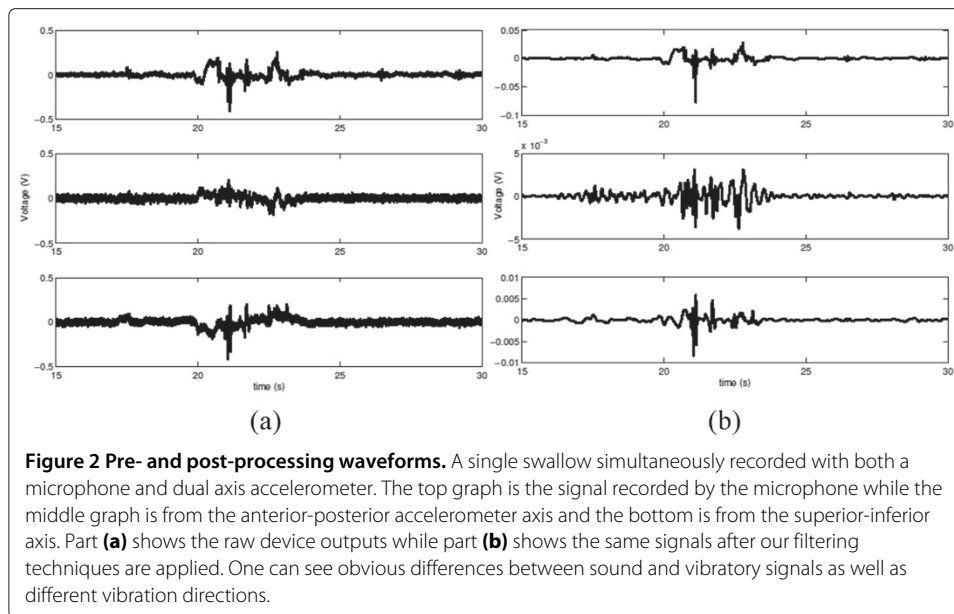 0.5
0
−0.5
15 20 25 30
0.5
0
−0.5
15 20 25 30
Voltage (V)
0.5
0
−0.5
15 20 25 30
time (s)
(a)
0.05
0
−0.05
−0.1
15 20 25 30
x 10⁻³
5
0
−5
15 20 25 30
Voltage (V)
0.01
0.005
0
−0.005
−0.01
15 20 25 30
time (s)
(b)
Figure 2 Pre- and post-processing waveforms. A single swallow simultaneously recorded with both a
microphone and dual axis accelerometer. The top graph is the signal recorded by the microphone while the
middle graph is from the anterior-posterior accelerometer axis and the bottom is from the superior-inferior
axis. Part (a) shows the raw device outputs while part (b) shows the same signals after our filtering
techniques are applied. One can see obvious differences between sound and vibratory signals as well as
different vibration directions.